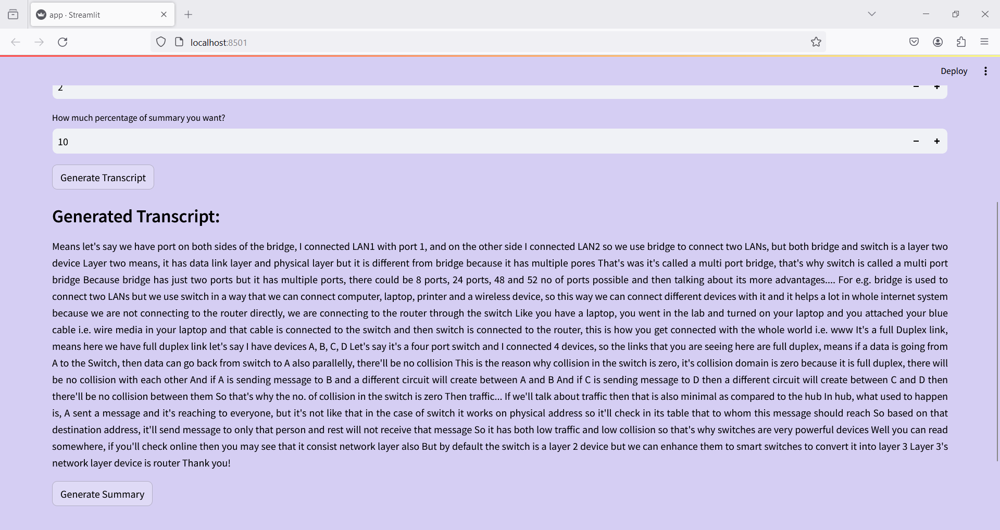 app · Streamlit
localhost:8501
Deploy
2
How much percentage of summary you want?
10
Generate Transcript
Generated Transcript:
Means let's say we have port on both sides of the bridge, I connected LAN1 with port 1, and on the other side I connected LAN2 so we use bridge to connect two LANs, but both bridge and switch is a layer two
device Layer two means, it has data link layer and physical layer but it is different from bridge because it has multiple pores That's was it's called a multi port bridge, that's why switch is called a multi port
bridge Because bridge has just two ports but it has multiple ports, there could be 8 ports, 24 ports, 48 and 52 no of ports possible and then talking about its more advantages.... For e.g. bridge is used to
connect two LANs but we use switch in a way that we can connect computer, laptop, printer and a wireless device, so this way we can connect different devices with it and it helps a lot in whole internet system
because we are not connecting to the router directly, we are connecting to the router through the switch Like you have a laptop, you went in the lab and turned on your laptop and you attached your blue
cable i.e. wire media in your laptop and that cable is connected to the switch and then switch is connected to the router, this is how you get connected with the whole world i.e. www It's a full Duplex link,
means here we have full duplex link let's say I have devices A, B, C, D Let's say it's a four port switch and I connected 4 devices, so the links that you are seeing here are full duplex, means if a data is going from
A to the Switch, then data can go back from switch to A also parallelly, there'll be no collision This is the reason why collision in the switch is zero, it's collision domain is zero because it is full duplex, there will
be no collision with each other And if A is sending message to B and a different circuit will create between A and B And if C is sending message to D then a different circuit will create between C and D then
there'll be no collision between them So that's why the no. of collision in the switch is zero Then traffic... If we'll talk about traffic then that is also minimal as compared to the hub In hub, what used to happen
is, A sent a message and it's reaching to everyone, but it's not like that in the case of switch it works on physical address so it'll check in its table that to whom this message should reach So based on that
destination address, it'll send message to only that person and rest will not receive that message So it has both low traffic and low collision so that's why switches are very powerful devices Well you can read
somewhere, if you'll check online then you may see that it consist network layer also But by default the switch is a layer 2 device but we can enhance them to smart switches to convert it into layer 3 Layer 3's
network layer device is router Thank you!
Generate Summary